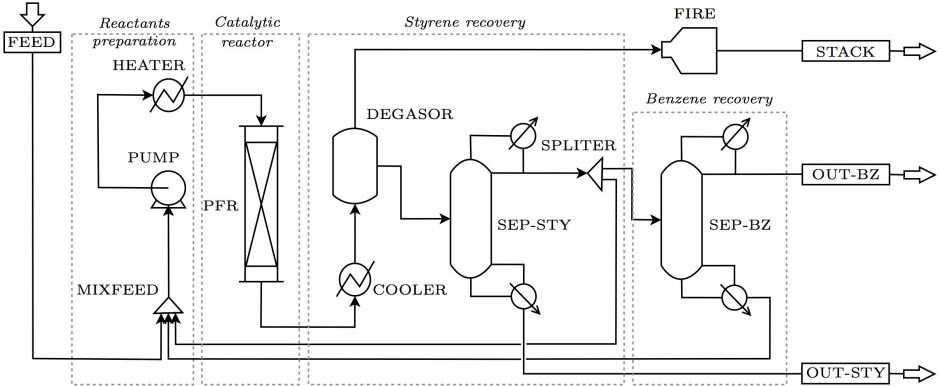 FIRE
Reactants
preparation
Catalytic
reactor
Styrene recovery
FEED
STACK
HEATER
DEGASOR
Benzene recovery
SPLITER
PUMP
OUT-BZ
PFR
SEP-STY
SEP-BZ
MIXFEED
COOLER
OUT-STY